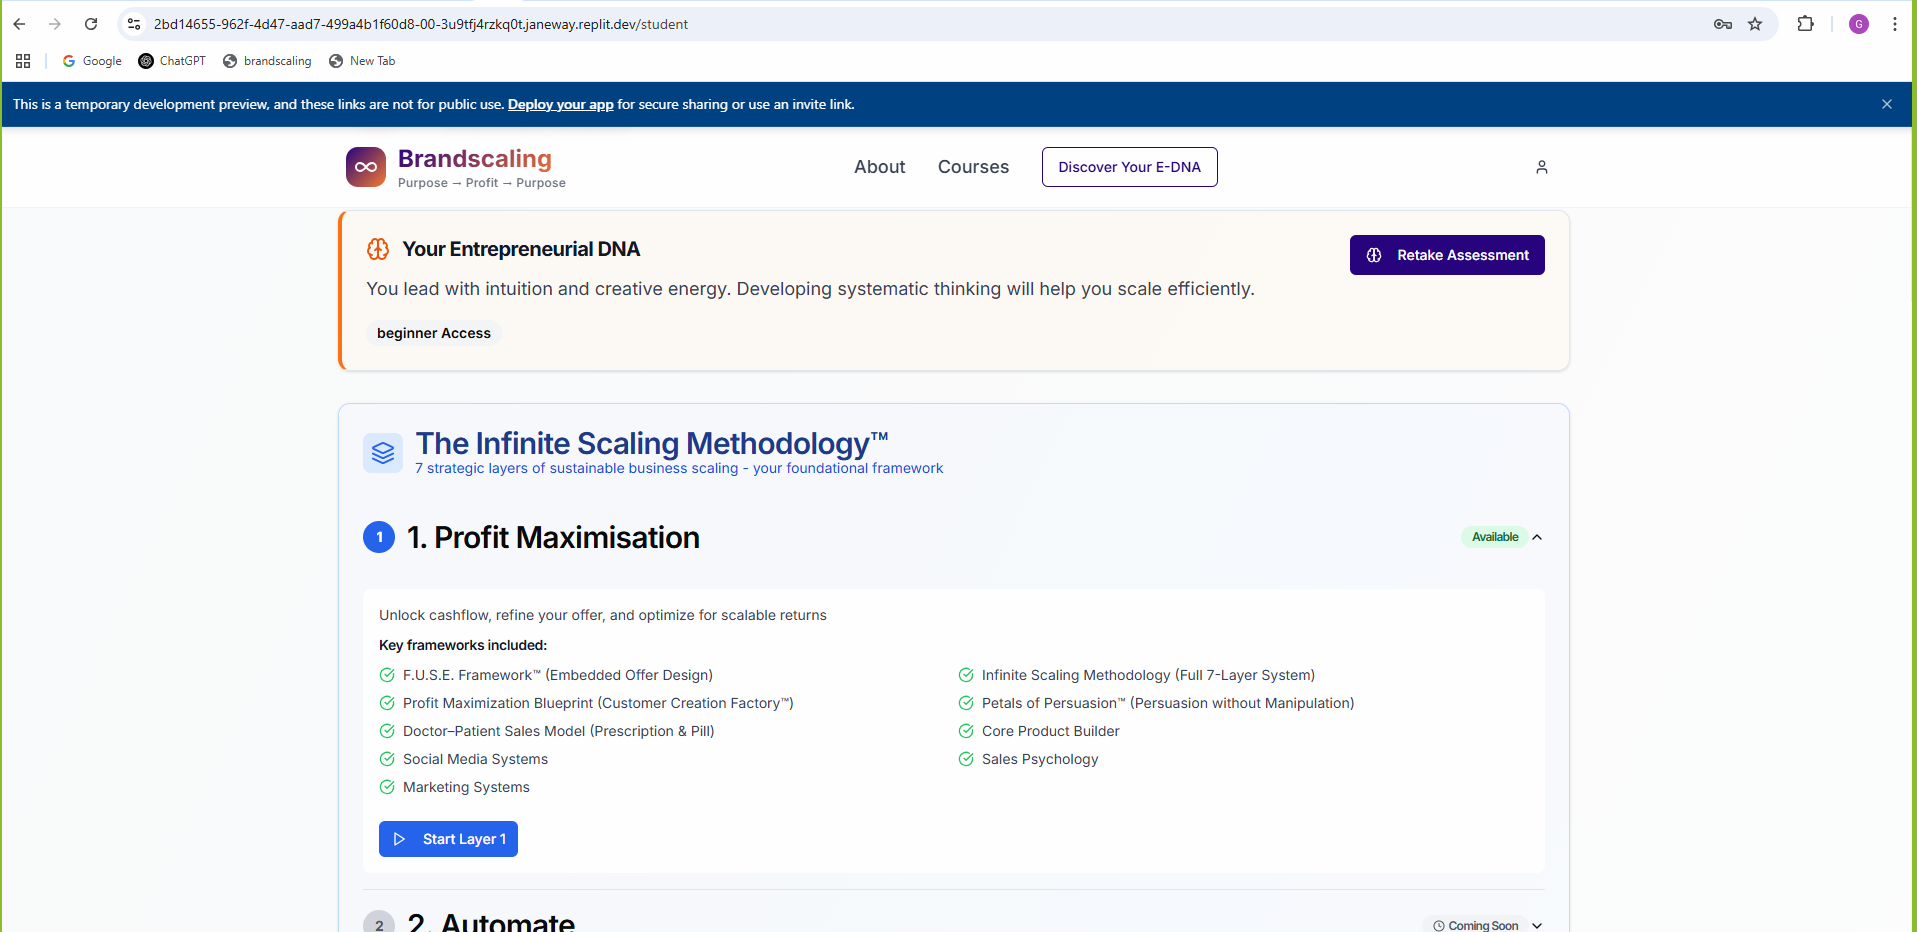 2bd14655-962f-4d47-aad7-499a4b1f60d8-00-3u9tfj4rzkq0t.janeway.replit.dev/student
G
Google
ChatGPT
brandscaling
New Tab
This is a temporary development preview, and these links are not for public use. Deploy your app for secure sharing or use an invite link.
Brandscaling
Purpose → Profit → Purpose
About
Courses
Discover Your E-DNA
Your Entrepreneurial DNA
Retake Assessment
You lead with intuition and creative energy. Developing systematic thinking will help you scale efficiently.
beginner Access
The Infinite Scaling Methodology™
7 strategic layers of sustainable business scaling - your foundational framework
1 1. Profit Maximisation
Available
Unlock cashflow, refine your offer, and optimize for scalable returns
Key frameworks included:
F.U.S.E. Framework™ (Embedded Offer Design)
Infinite Scaling Methodology (Full 7-Layer System)
Profit Maximization Blueprint (Customer Creation Factory™)
Petals of Persuasion™ (Persuasion without Manipulation)
Doctor–Patient Sales Model (Prescription & Pill)
Core Product Builder
Social Media Systems
Sales Psychology
Marketing Systems
Start Layer 1
2 2. Automate
Coming Soon